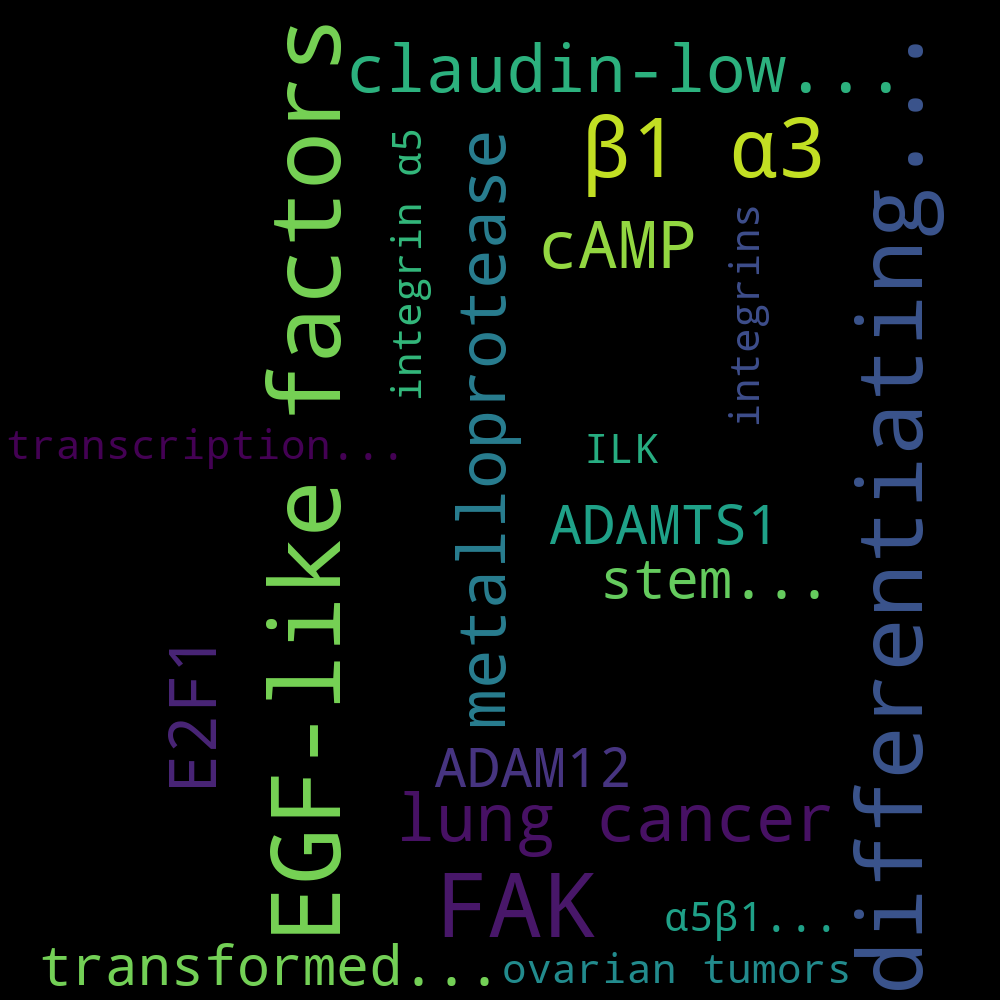 claudin-low...
β1 α3
cAMP
EGF-like factors
integrin α5
metalloprotease
integrins
differentiating...
transcription...
ILK
ADAMTS1
stem...
E2F1
ADAM12
lung cancer
FAK
α5β1...
transformed...
ovarian tumors